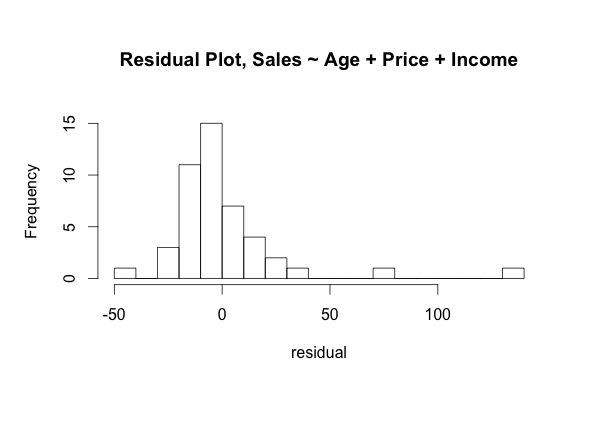 Residual Plot, Sales ~ Age + Price + Income
Frequency
15
10
5
0
-50 0 50 100
residual